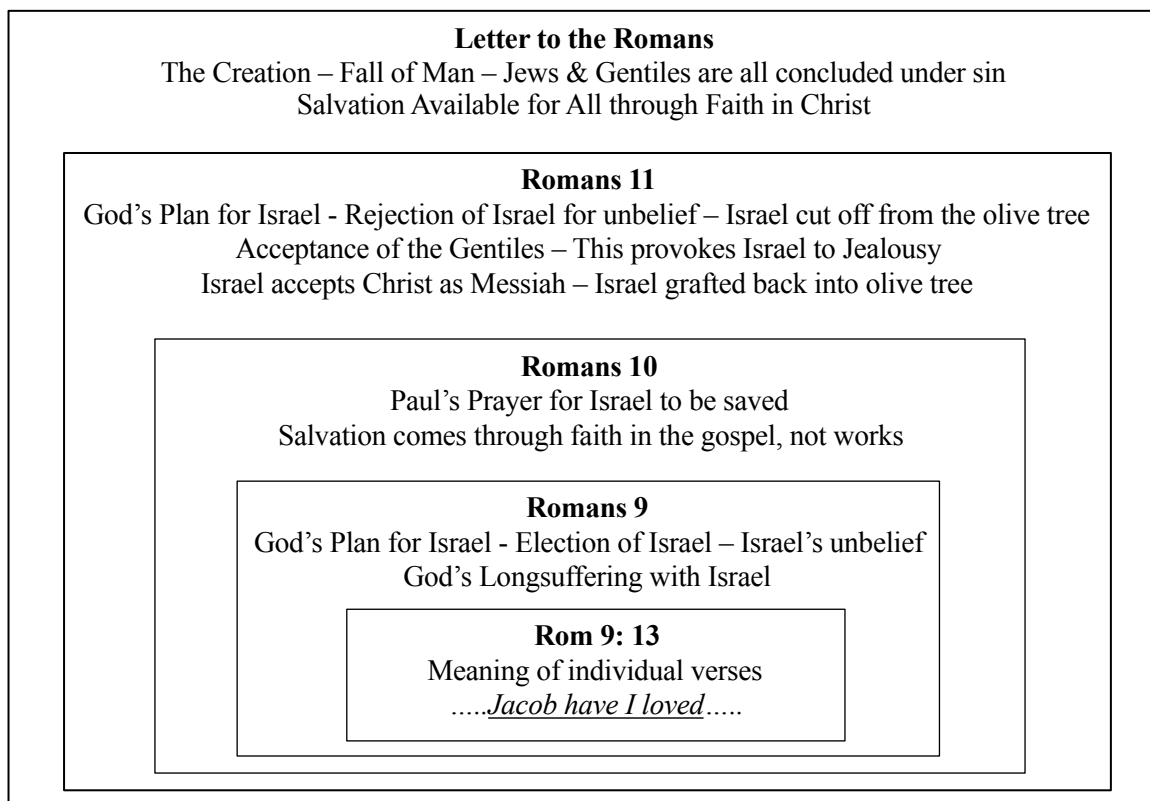 Letter to the Romans
The Creation – Fall of Man – Jews & Gentiles are all concluded under sin
Salvation Available for All through Faith in Christ
Romans 11
God’s Plan for Israel - Rejection of Israel for unbelief – Israel cut off from the olive tree
Acceptance of the Gentiles – This provokes Israel to Jealousy
Israel accepts Christ as Messiah – Israel grafted back into olive tree
Romans 10
Paul’s Prayer for Israel to be saved
Salvation comes through faith in the gospel, not works
Romans 9
God’s Plan for Israel - Election of Israel – Israel’s unbelief
God’s Longsuffering with Israel
Rom 9: 13
Meaning of individual verses
…..Jacob have I loved…..